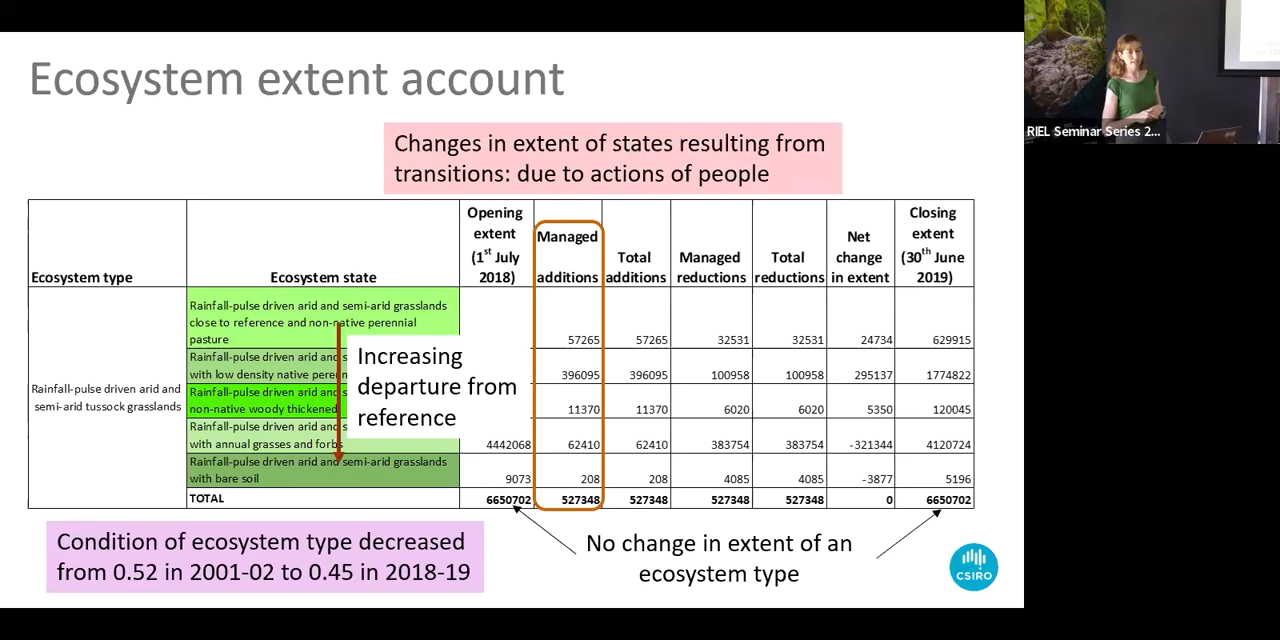 Ecosystem extent account
Changes in extent of states resulting from
transitions: due to actions of people
Ecosystem type
Ecosystem state
Opening
extent
(1st July
2018)
Managed
additions
Total
additions
Managed
reductions
Total
reductions
Net
change
in extent
Closing
extent
(30th June
2019)
Rainfall-pulse driven arid and
semi-arid tussock grasslands
Rainfall-pulse driven arid and semi-arid grasslands
close to reference and non-native perennial
pasture
57265 57265 32531 32531 24734 629915
Rainfall-pulse driven arid and s
with low density native peren
396095 396095 100958 100958 295137 1774822
Rainfall-pulse driven arid and s
non-native woody thickened
11370 11370 6020 6020 5350 120045
Rainfall-pulse driven arid and s
with annual grasses and forbs
4442068 62410 62410 383754 383754 -321344 4120724
Rainfall-pulse driven arid and semi-arid grasslands
with bare soil
9073 208 208 4085 4085 -3877 5196
TOTAL 6650702 527348 527348 527348 527348 0 6650702
Increasing
departure from
reference
Condition of ecosystem type decreased
from 0.52 in 2001-02 to 0.45 in 2018-19
No change in extent of an
ecosystem type
CSIRO
RIEL Seminar Series 2...